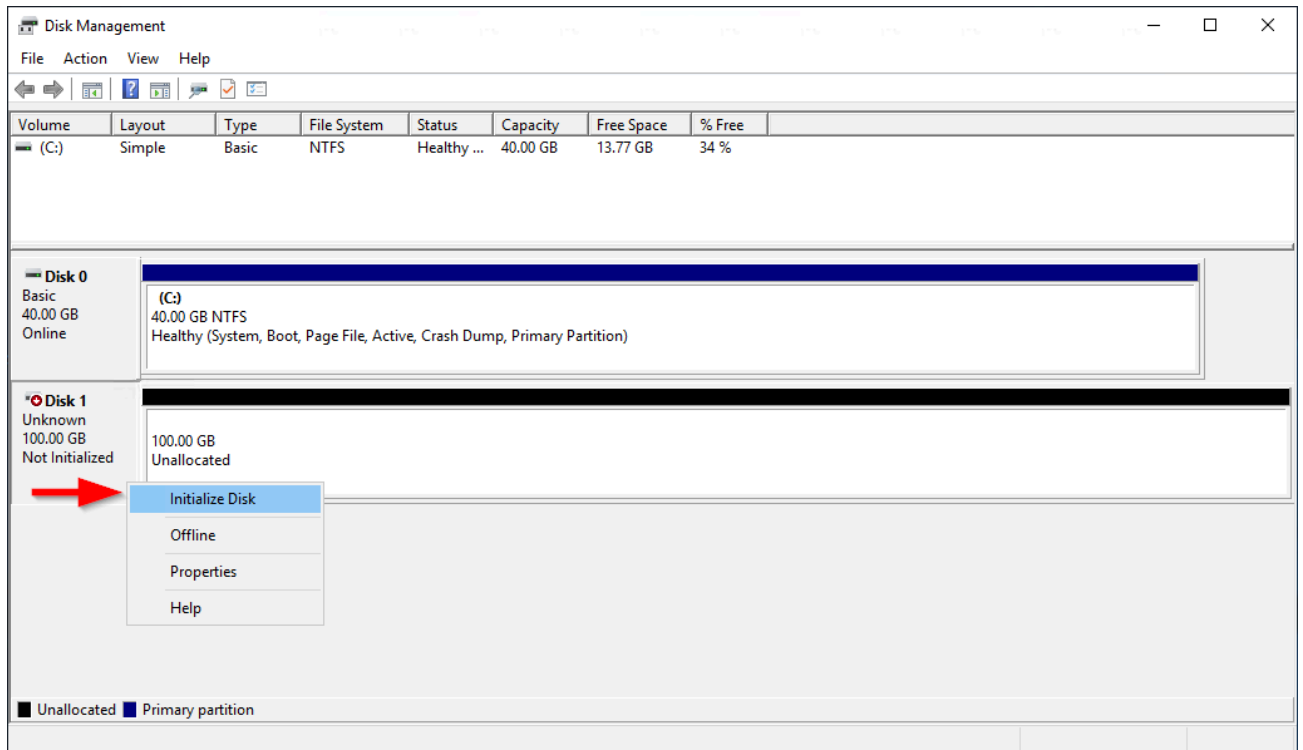 Disk Management
File Action View Help
Volume Layout Type File System Status Capacity Free Space % Free
(C:) Simple Basic NTFS Healthy ... 40.00 GB 13.77 GB 34 %
Disk 0
Basic
40.00 GB
Online
(C:)
40.00 GB NTFS
Healthy (System, Boot, Page File, Active, Crash Dump, Primary Partition)
Disk 1
Unknown
100.00 GB
Not Initialized
100.00 GB
Unallocated
Initialize Disk
Offline
Properties
Help
Unallocated Primary partition